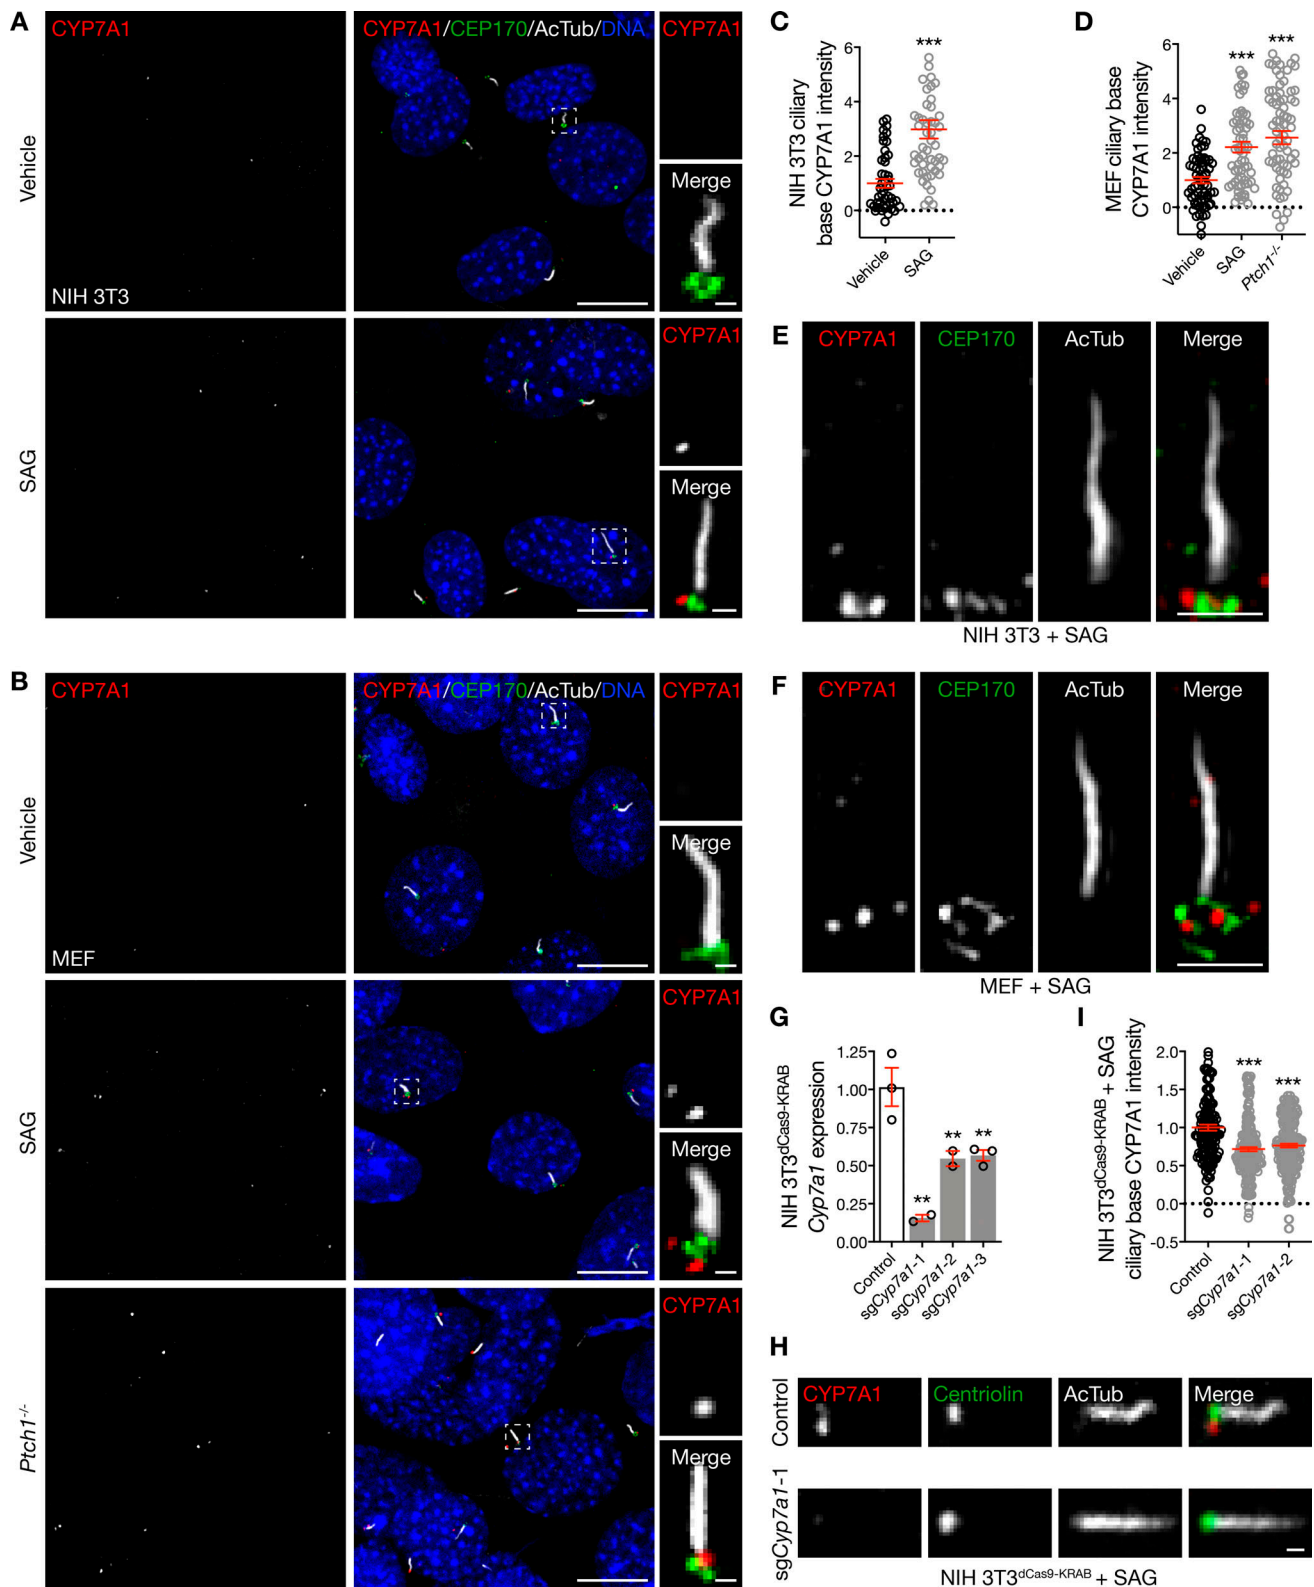 A
CYP7A1
CYP7A1/CEP170/AcTub/DNA
CYP7A1
Vehicle
Merge
NIH 3T3
CYP7A1
SAG
Merge
B
CYP7A1
CYP7A1/CEP170/AcTub/DNA
CYP7A1
Vehicle
Merge
MEF
CYP7A1
SAG
Merge
CYP7A1
Ptch1-/-
Merge
C
NIH 3T3 ciliary
base CYP7A1 intensity
6
4
2
0
***
Vehicle
SAG
D
MEF ciliary base
CYP7A1 intensity
6
4
2
0
-1
***
***
Vehicle
SAG
Ptch1-/-
E
CYP7A1
CEP170
AcTub
Merge
NIH 3T3 + SAG
F
CYP7A1
CEP170
AcTub
Merge
MEF + SAG
G
NIH 3T3dCas9-KRAB
Cyp7a1 expression
1.25
1.00
0.75
0.50
0.25
0.00
**
**
**
Control
sgCyp7a1-1
sgCyp7a1-2
sgCyp7a1-3
I
NIH 3T3dCas9-KRAB + SAG
ciliary base CYP7A1 intensity
2.0
1.5
1.0
0.5
0.0
-0.5
***
***
Control
sgCyp7a1-1
sgCyp7a1-2
H
Control
CYP7A1
Centriolin
AcTub
Merge
sgCyp7a1-1
NIH 3T3dCas9-KRAB + SAG